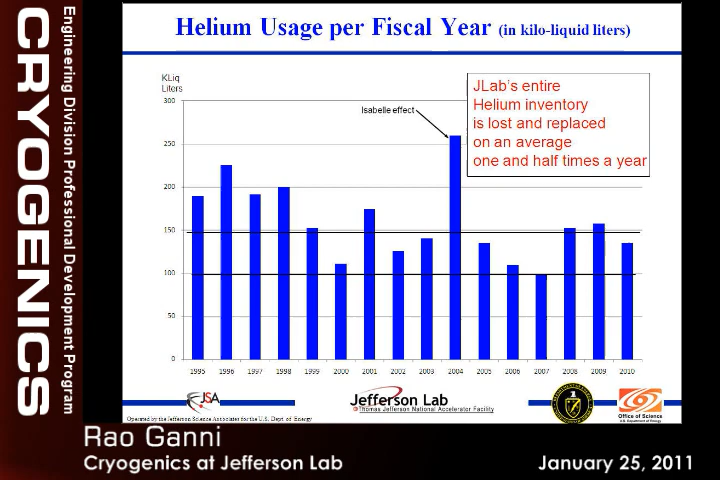 Engineering Division Professional Development Program
CRYOGENICS
Helium Usage per Fiscal Year (in kilo-liquid liters)
KLiq
Liters
300
250
200
150
100
50
0
Isabelle effect
JLab's entire
Helium inventory
is lost and replaced
on an average
one and half times a year
1995 1996 1997 1998 1999 2000 2001 2002 2003 2004 2005 2006 2007 2008 2009 2010
JSA
Jefferson Lab
Thomas Jefferson National Accelerator Facility
Office of Science
U.S. Department of Energy
Operated by the Jefferson Science Associates for the U.S. Dept. of Energy
Rao Ganni
Cryogenics at Jefferson Lab
January 25, 2011